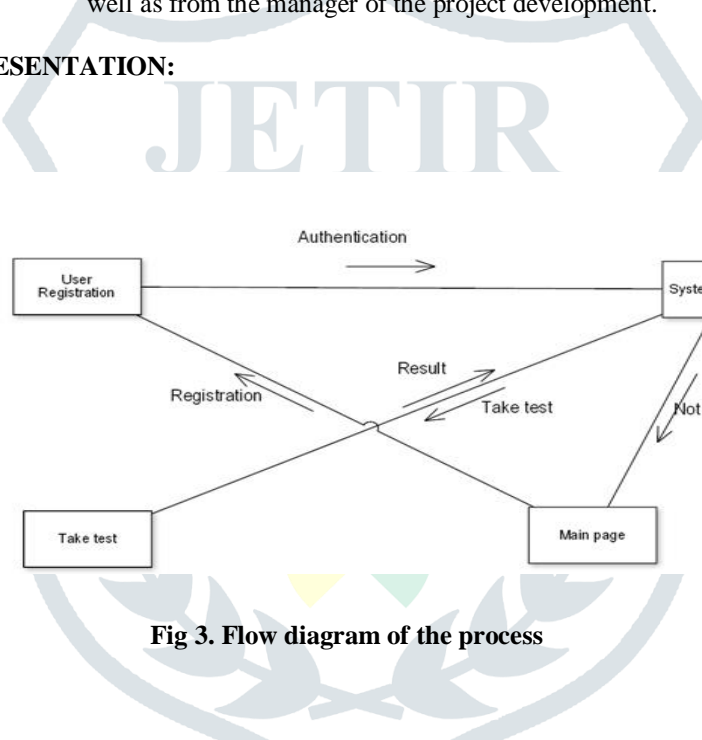 well as from the manager of the project development.
ESENTATION:
JETIR
Authentication
User
Registration
Syste
Result
Registration
Take test
Not
Take test
Main page
Fig 3. Flow diagram of the process